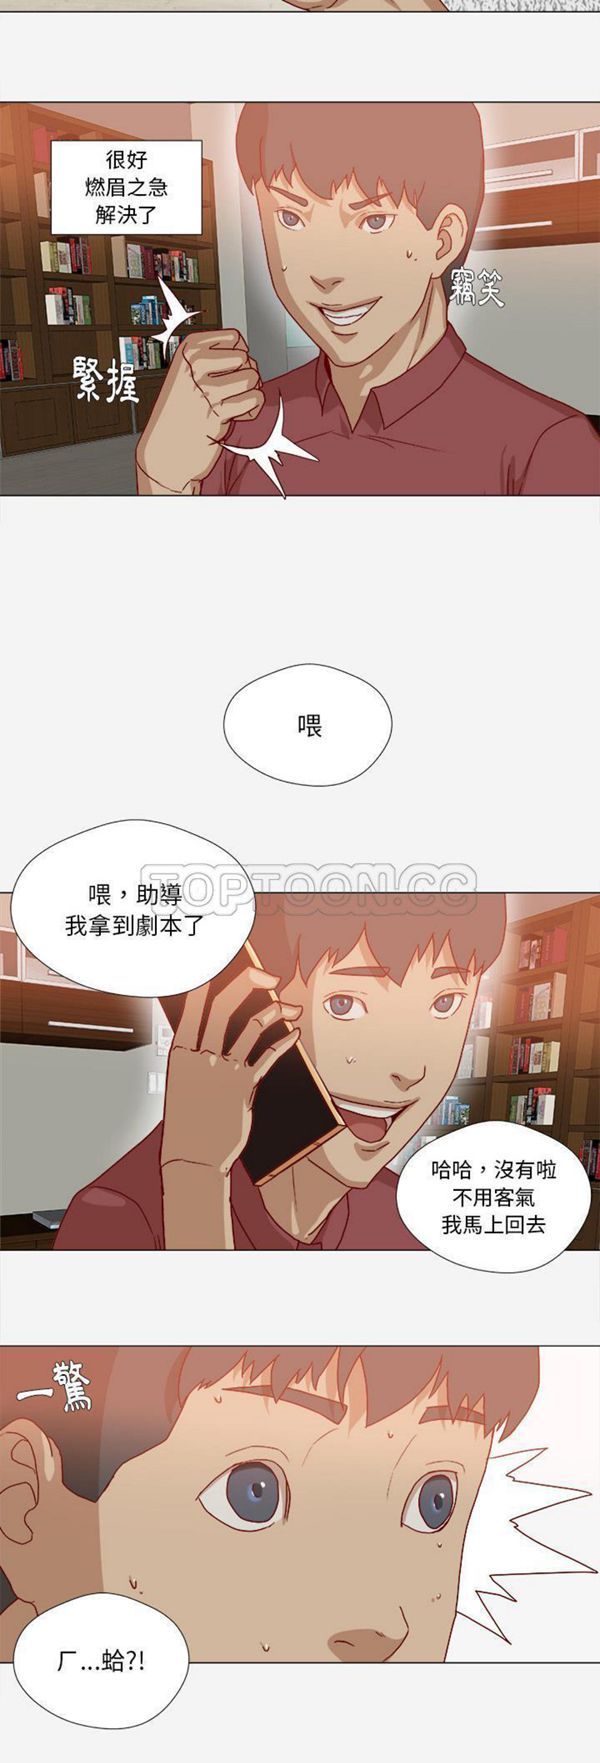 很好
燃眉之急
解決了
竊笑
緊握
喂
喂，助導
我拿到劇本了
TOPTOON.CC
哈哈，沒有啦
不用客氣
我馬上回去
一驚
ㄏ...蛤?!